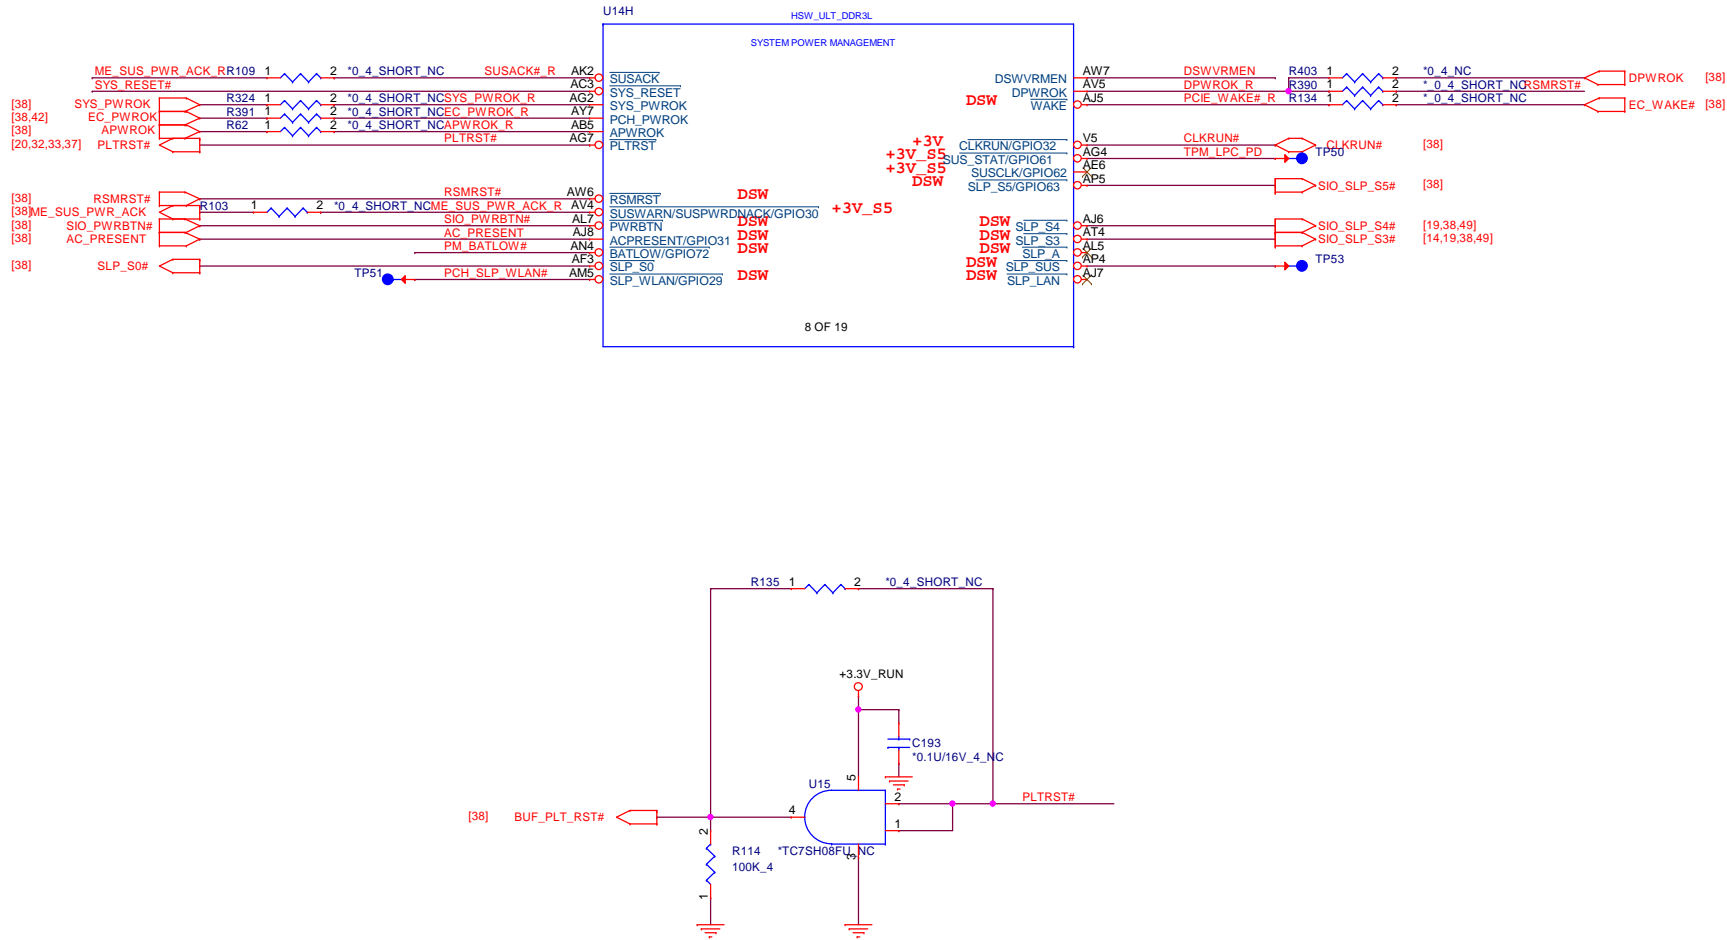 U14H
HSW_ULT_DDR3L
SYSTEM POWER MANAGEMENT
ME_SUS_PWR_ACK_R R109 1 2 *0_4_SHORT_NC SUSACK#_R AK2 SUSACK
SYS_RESET# AC3 SYS_RESET
[38] SYS_PWROK R324 1 2 *0_4_SHORT_NC SYS_PWROK_R AG2 SYS_PWROK
[38,42] EC_PWROK R391 1 2 *0_4_SHORT_NC EC_PWROK_R AY7 PCH_PWROK
[38] APWROK R62 1 2 *0_4_SHORT_NC APWROK_R AB5 APWROK
[20,32,33,37] PLTRST# PLTRST# AG7 PLTRST
[38] RSMRST# RSMRST# AW6 RSMRST DSW
[38] ME_SUS_PWR_ACK R103 1 2 *0_4_SHORT_NC ME_SUS_PWR_ACK_R AV4 SUSWARN/SUSPWRDNACK/GPIO30 +3V_S5
[38] SIO_PWRBTN# SIO_PWRBTN# AL7 PWRBTN DSW
[38] AC_PRESENT AC_PRESENT AJ8 ACPRESENT/GPIO31 DSW
PM_BATLOW# AN4 BATLOW/GPIO72 DSW
[38] SLP_S0# AF3 SLP_S0
TP51 PCH_SLP_WLAN# AM5 SLP_WLAN/GPIO29 DSW
DSWVRMEN AW7 DSWVRMEN R403 1 2 *0_4_NC DPWROK [38]
DPWROK AV5 DPWROK_R R390 1 2 *_0_4_SHORT_NC RSMRST#
DSW WAKE AJ5 PCIE_WAKE#_R R134 1 2 *_0_4_SHORT_NC EC_WAKE# [38]
+3V CLKRUN/GPIO32 V5 CLKRUN# CLKRUN# [38]
+3V_S5 SUS_STAT/GPIO61 AG4 TPM_LPC_PD TP50
+3V_S5 SUSCLK/GPIO62 AE6
DSW SLP_S5/GPIO63 AP5 SIO_SLP_S5# [38]
DSW SLP_S4 AJ6 SIO_SLP_S4# [19,38,49]
DSW SLP_S3 AT4 SIO_SLP_S3# [14,19,38,49]
DSW SLP_A AL5
DSW SLP_SUS AP4 TP53
DSW SLP_LAN AJ7
8 OF 19
R135 1 2 *0_4_SHORT_NC
+3.3V_RUN
C193
*0.1U/16V_4_NC
U15 5
2 PLTRST#
[38] BUF_PLT_RST# 4
1
2
R114 *TC7SH08FU_NC
3
100K_4
1